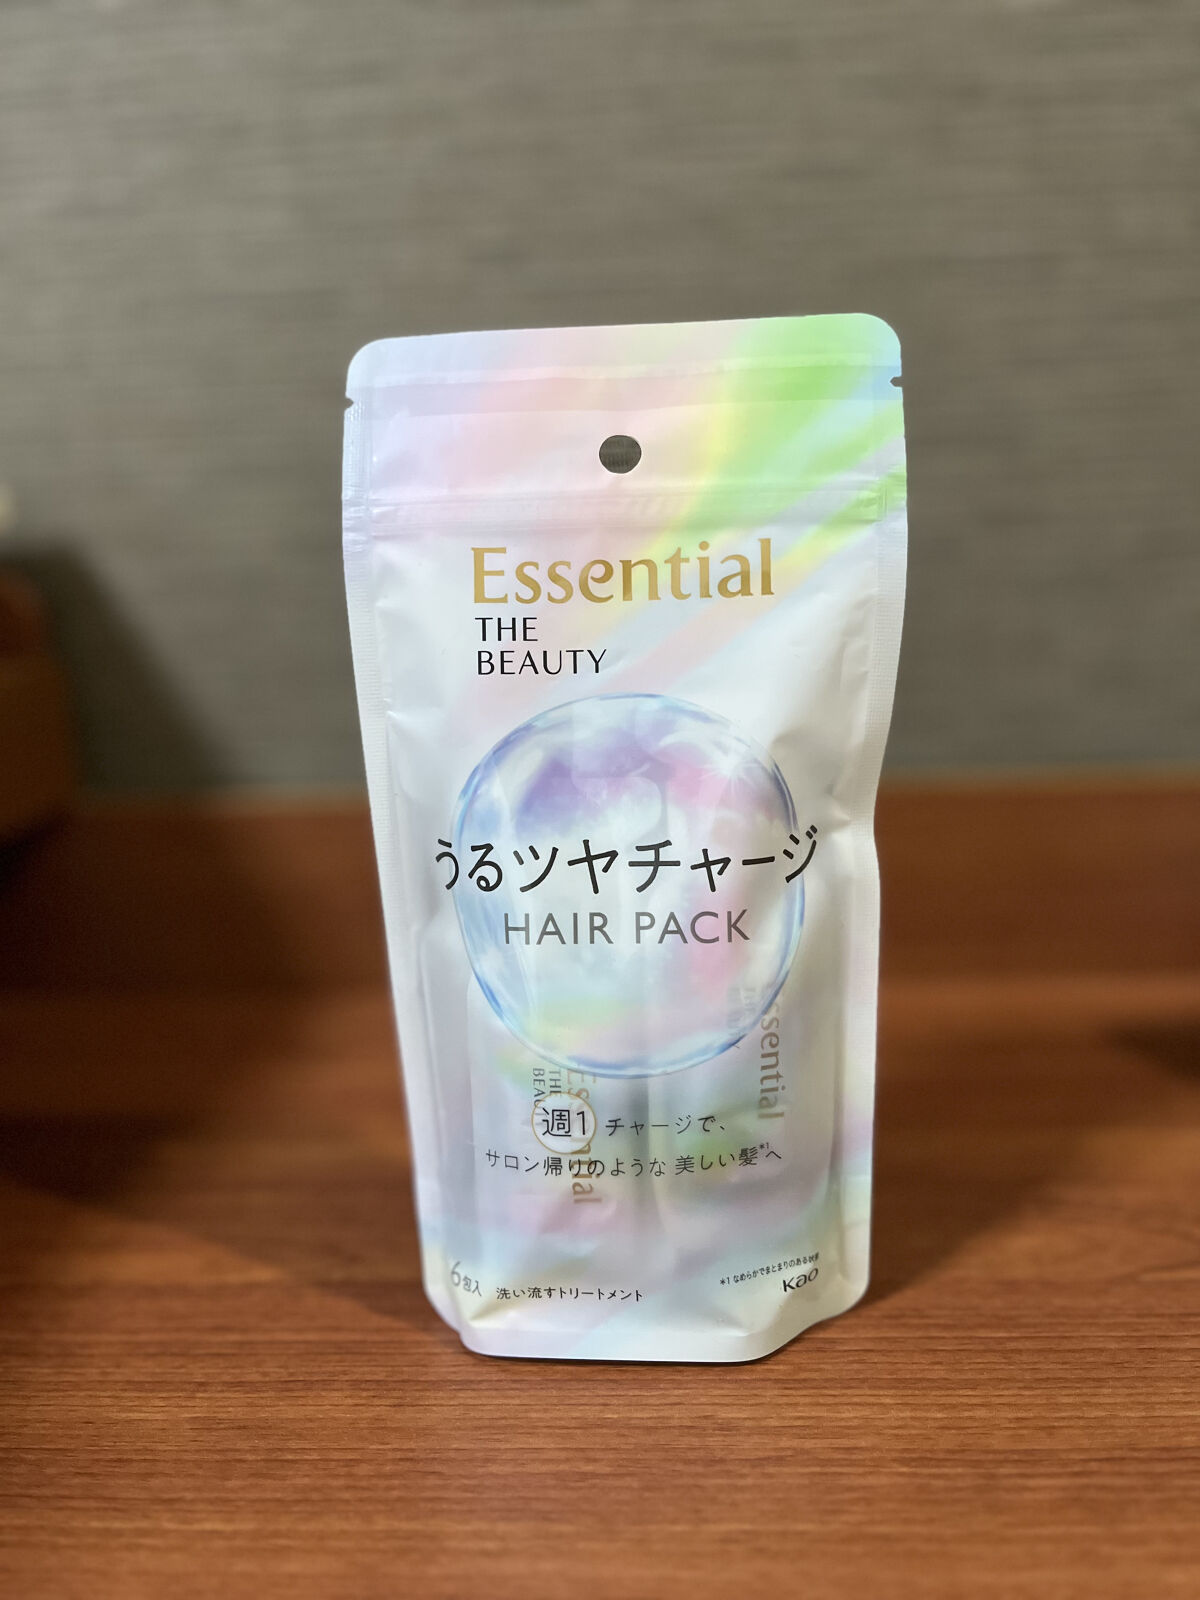 Essential
THE
BEAUTY
うるツヤチャージ
HAIR PACK
Essential
Essential
THE
週1 チャージで、
サロン帰りのような 美しい髪*1へ
*1 なめらかでまとまりのある状態
6包入 洗い流すトリートメント
Kao